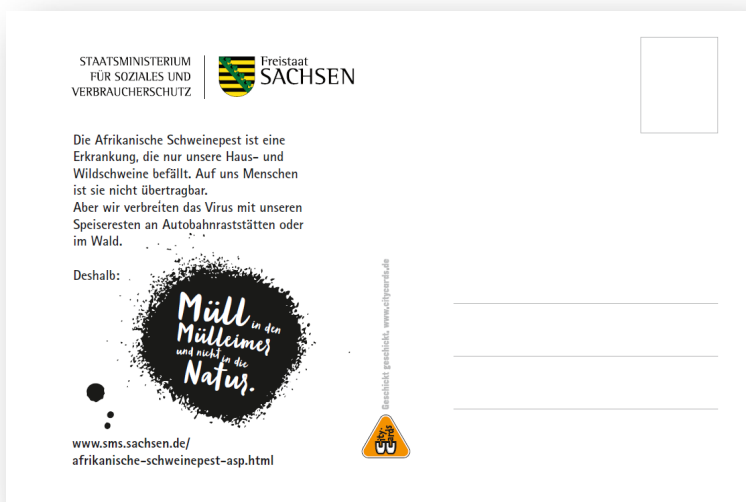 STAATSMINISTERIUM
FÜR SOZIALES UND
VERBRAUCHERSCHUTZ
Freistaat
SACHSEN
Die Afrikanische Schweinepest ist eine
Erkrankung, die nur unsere Haus- und
Wildschweine befällt. Auf uns Menschen
ist sie nicht übertragbar.
Aber wir verbreiten das Virus mit unseren
Speiseresten an Autobahnraststätten oder
im Wald.
Deshalb:
Müll in den
Mülleimer
und nicht in die
Natur.
www.sms.sachsen.de/
afrikanische-schweinepest-asp.html
Geschickt geschickt. www.citycards.de
City
Cards